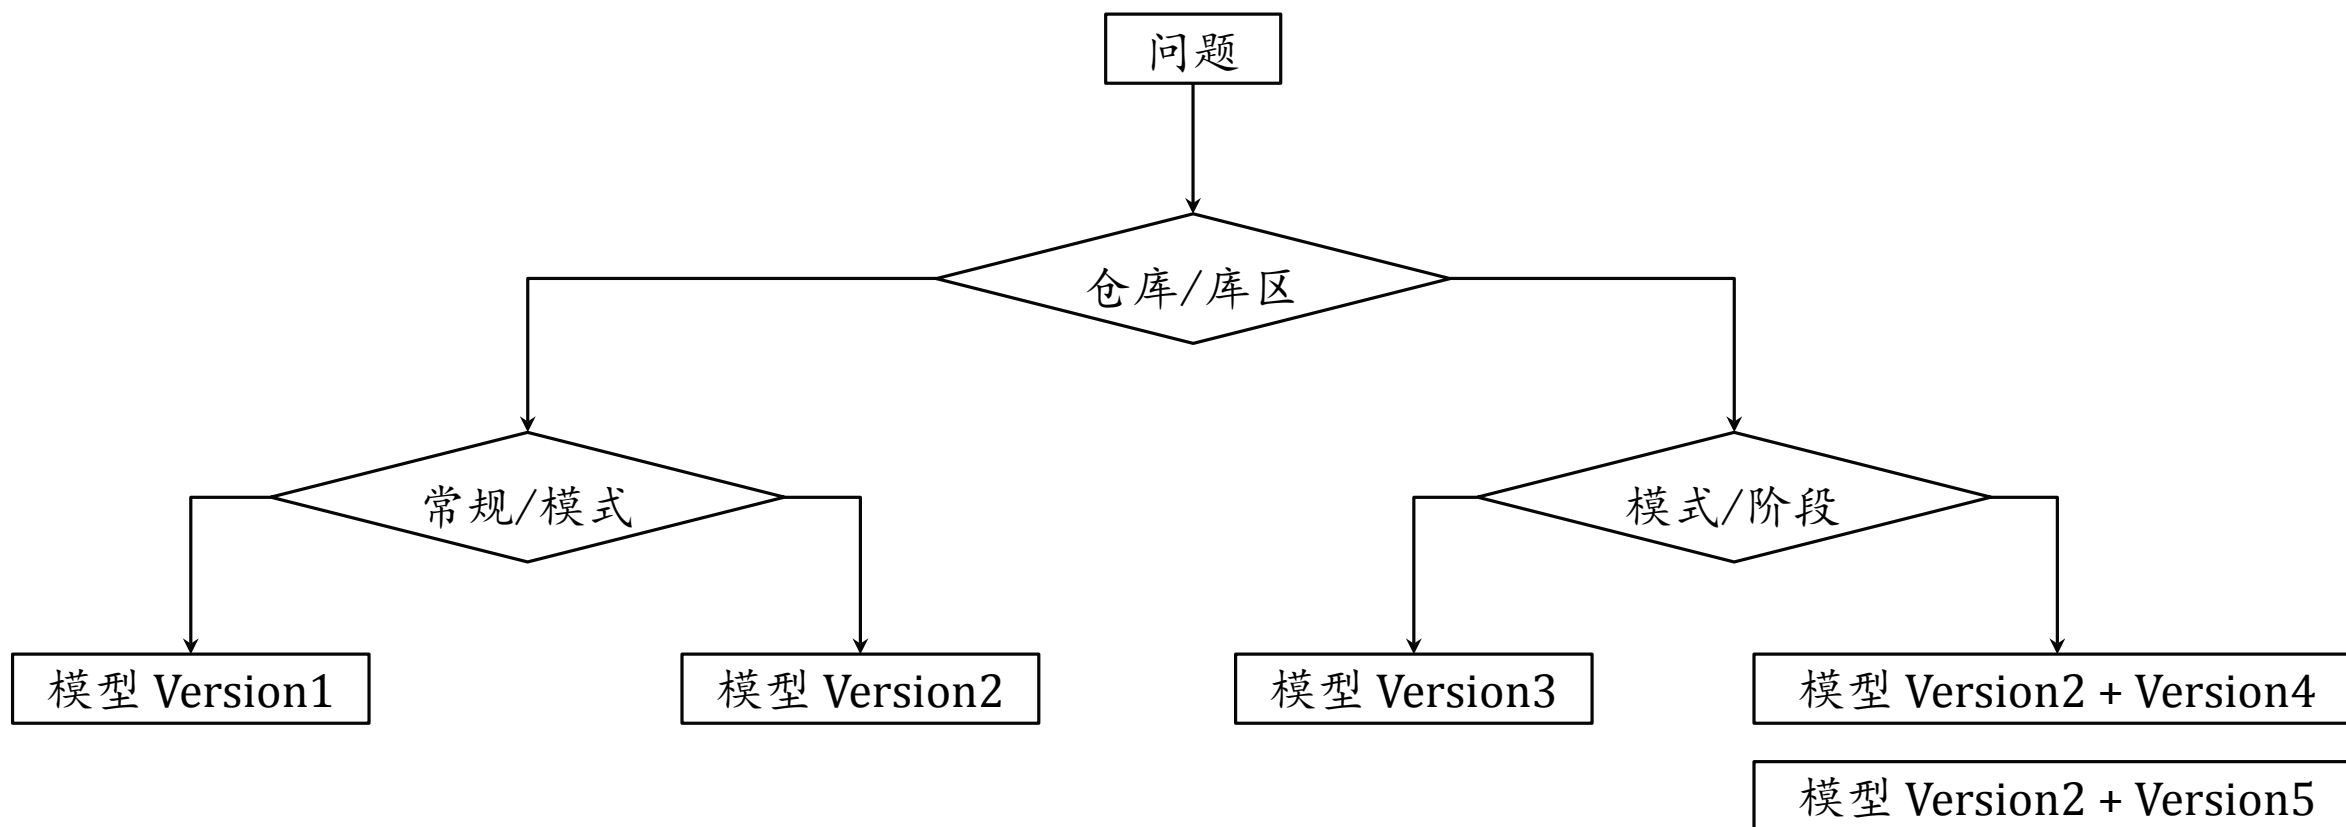 问题
仓库/库区
常规/模式
模式/阶段
模型 Version1
模型 Version2
模型 Version3
模型 Version2 + Version4
模型 Version2 + Version5